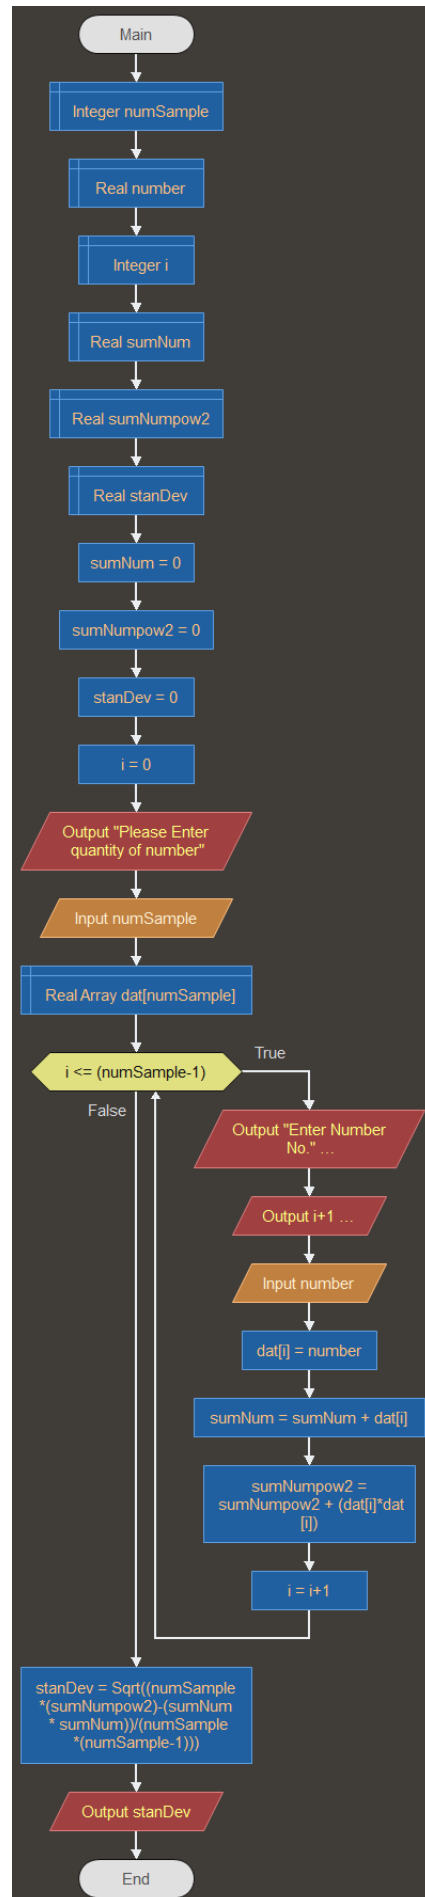 Main
Integer numSample
Real number
Integer i
Real sumNum
Real sumNumpow2
Real stanDev
sumNum = 0
sumNumpow2 = 0
stanDev = 0
i = 0
Output "Please Enter
quantity of number"
Input numSample
Real Array dat[numSample]
i <= (numSample-1)
True
False
Output "Enter Number
No." ...
Output i+1 ...
Input number
dat[i] = number
sumNum = sumNum + dat[i]
sumNumpow2 =
sumNumpow2 + (dat[i]*dat
[i])
i = i+1
stanDev = Sqrt((numSample
*(sumNumpow2)-(sumNum
* sumNum))/(numSample
*(numSample-1)))
Output stanDev
End